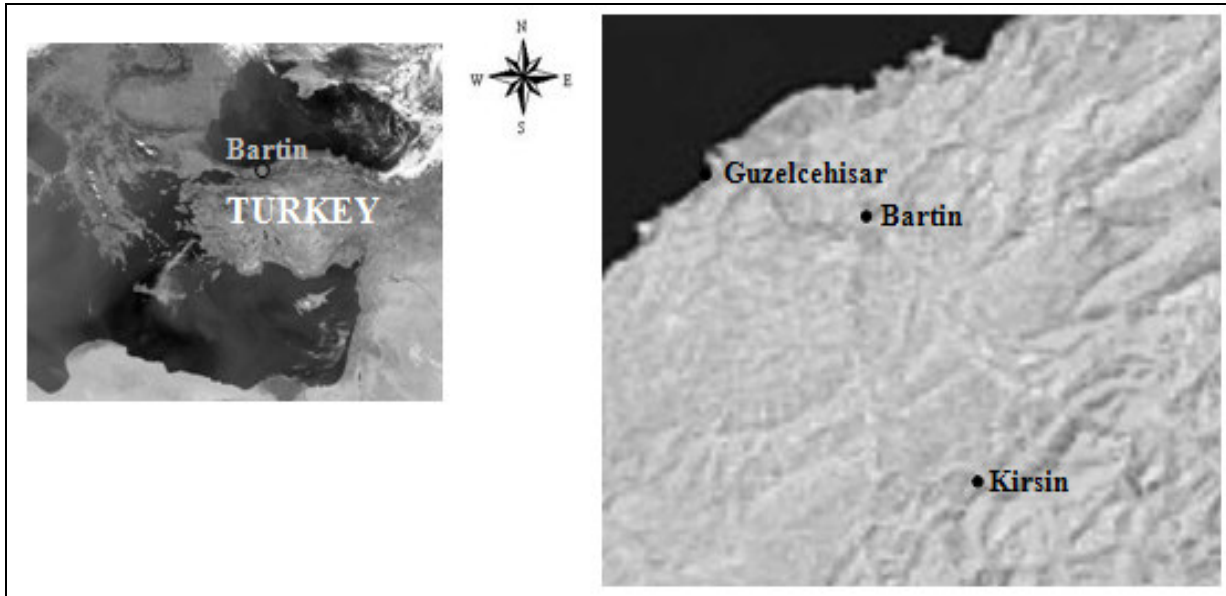 N
W E
S
Bartin
TURKEY
Guzelcehisar
Bartin
Kirsin